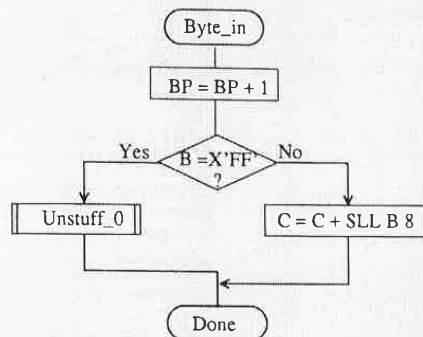 Byte_in
BP = BP + 1
Yes
B =X'FF'
?
No
Unstuff_0
C = C + SLL B 8
Done